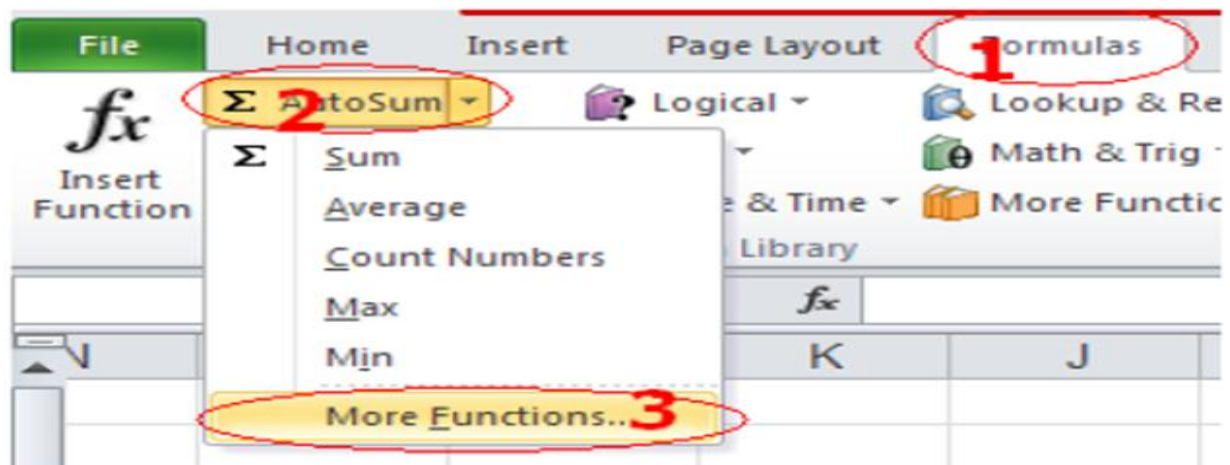 File Home Insert Page Layout 1 Formulas
2 Σ AutoSum Logical Lookup & Re
fx Insert Function
Σ Sum
Math & Trig
Average
& Time More Functic
Count Numbers
Library
Max
fx
Min
N K J
More Functions.. 3